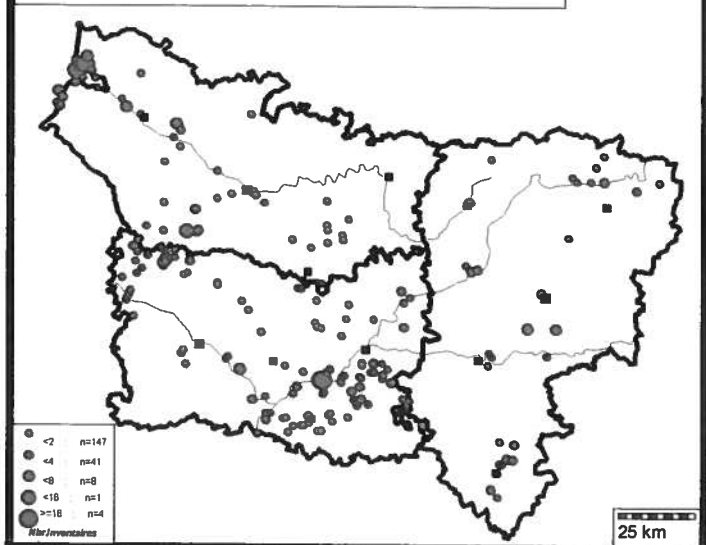 <2 : n=147
<4 : n=41
<8 : n=8
<16 : n=1
>=16 : n=4
Nbr.Inventaires
25 km